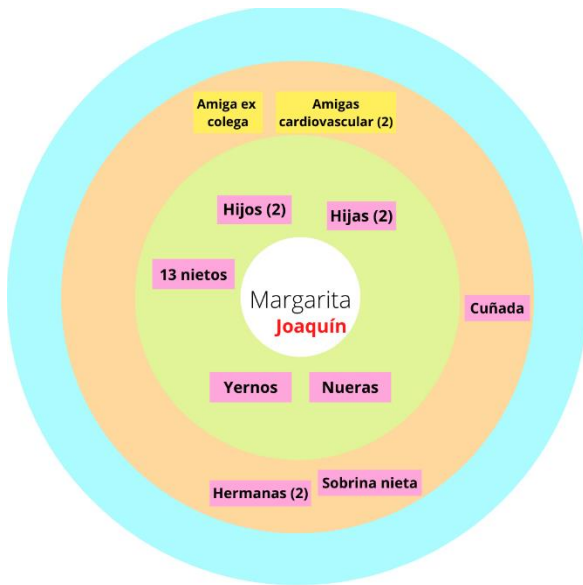 Amiga ex
colega
Amigas
cardiovascular (2)
Hijos (2)
Hijas (2)
13 nietos
Margarita
Joaquín
Cuñada
Yernos
Nueras
Hermanas (2)
Sobrina nieta